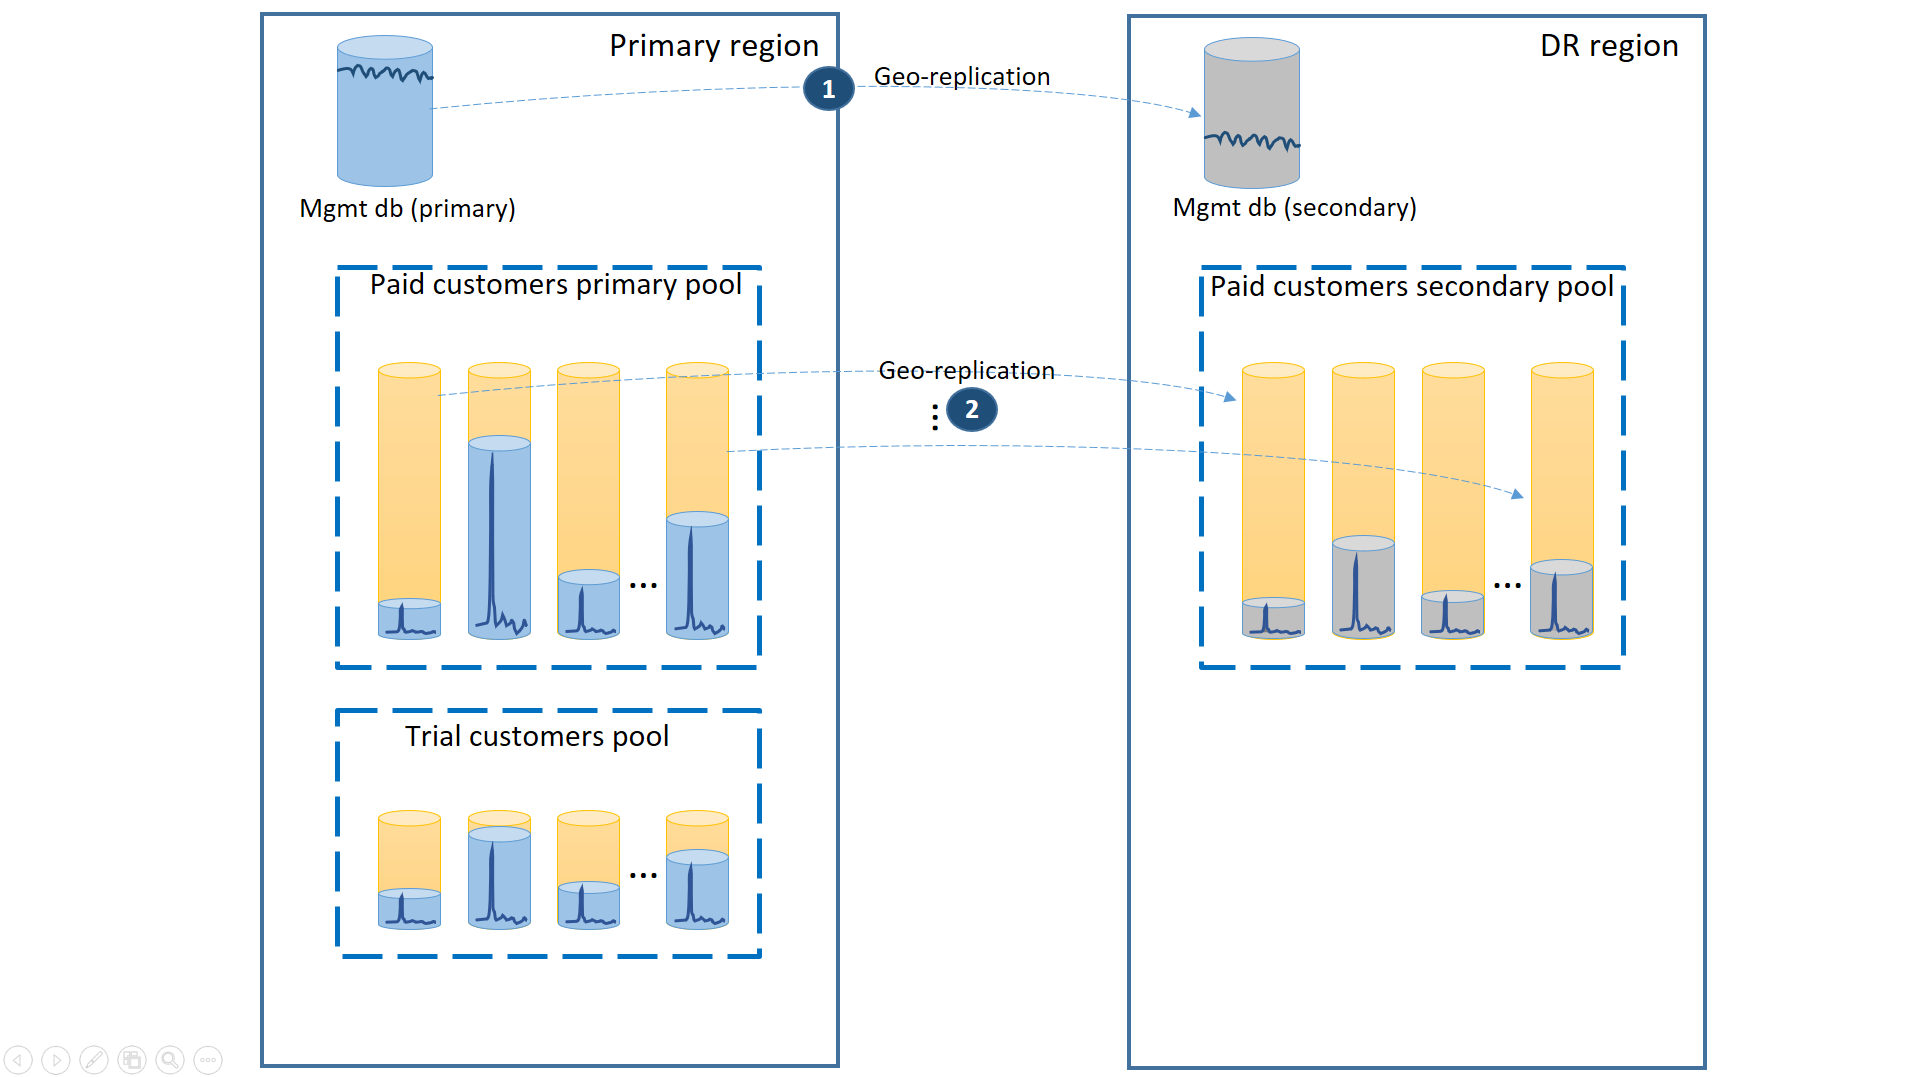 Primary region
DR region
1
Geo-replication
Mgmt db (primary)
Mgmt db (secondary)
Paid customers primary pool
Paid customers secondary pool
Geo-replication
⋮
2
...
...
Trial customers pool
...